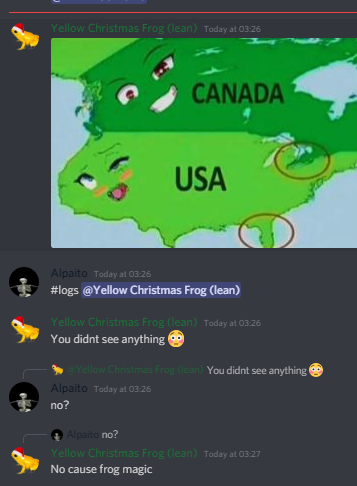 Yellow Christmas Frog (lean) Today at 03:26
CANADA
USA
Alpaito Today at 03:26
#logs @Yellow Christmas Frog (lean)
Yellow Christmas Frog (lean) Today at 03:26
You didnt see anything 😳
@Yellow Christmas Frog (lean) You didnt see anything 😳
Alpaito Today at 03:26
no?
Alpaito no?
Yellow Christmas Frog (lean) Today at 03:27
No cause frog magic